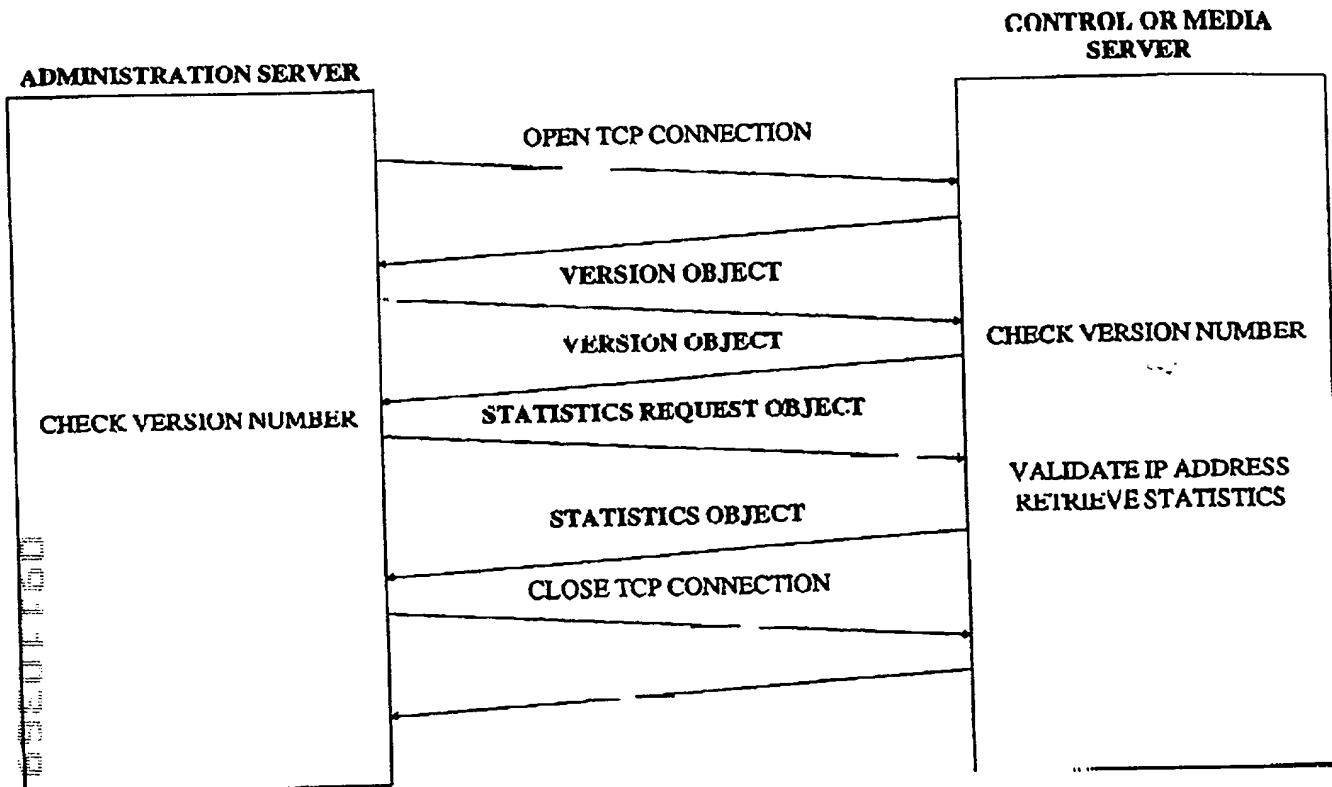 CONTROL OR MEDIA
SERVER
ADMINISTRATION SERVER
OPEN TCP CONNECTION
VERSION OBJECT
VERSION OBJECT
CHECK VERSION NUMBER
STATISTICS REQUEST OBJECT
CHECK VERSION NUMBER
VALIDATE IP ADDRESS
RETRIEVE STATISTICS
STATISTICS OBJECT
CLOSE TCP CONNECTION